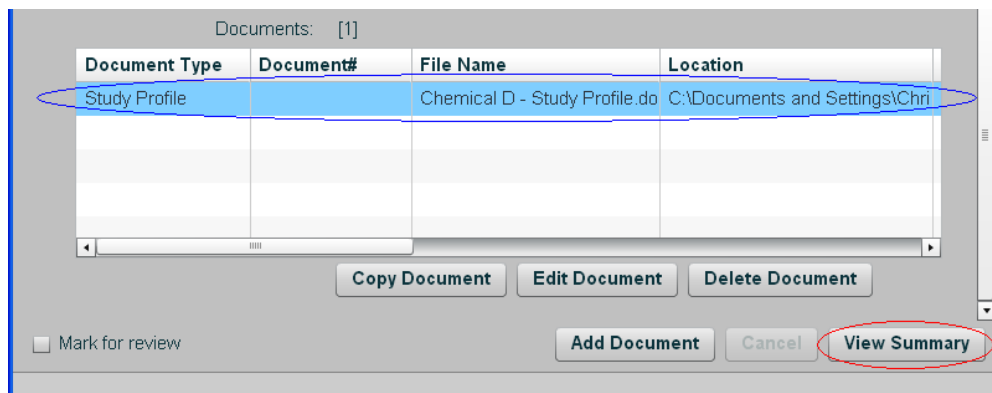 Documents: [1]
Document Type Document# File Name Location
Study Profile Chemical D - Study Profile.do C:\Documents and Settings\Chri
Copy Document Edit Document Delete Document
Mark for review Add Document Cancel View Summary